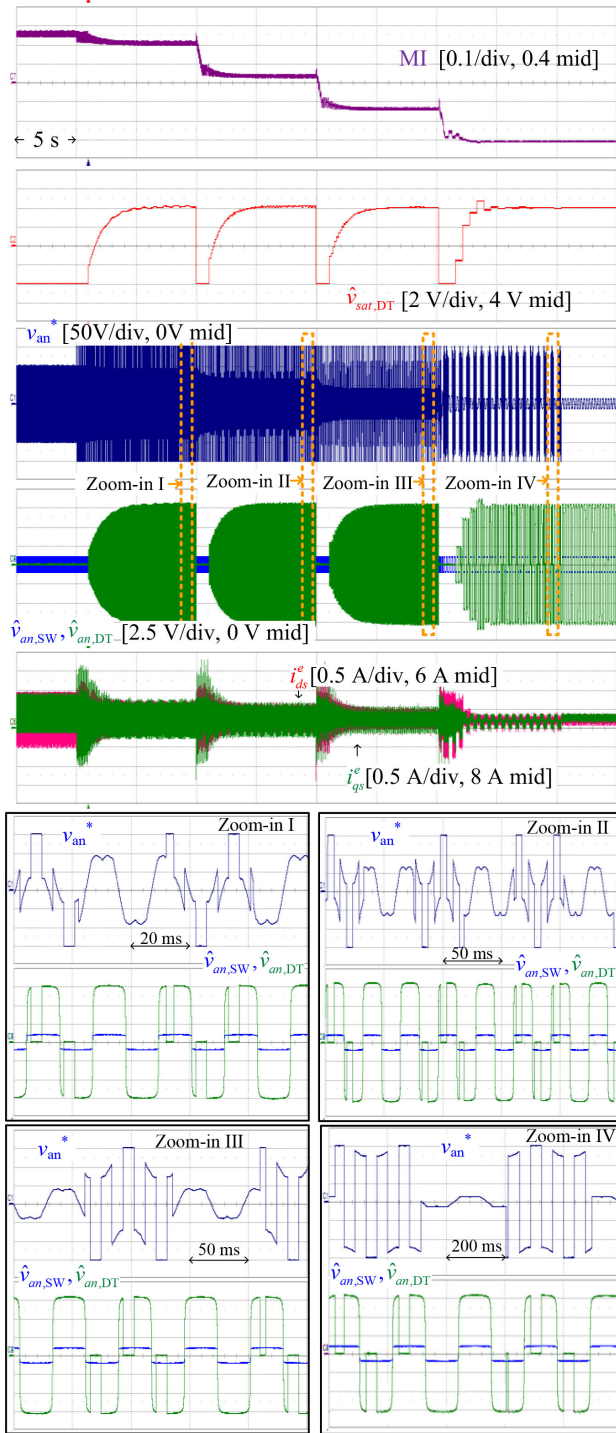 MI [0.1/div, 0.4 mid]
5 s
v̂sat,DT [2 V/div, 4 V mid]
van* [50V/div, 0V mid]
Zoom-in I
Zoom-in II
Zoom-in III
Zoom-in IV
v̂an,SW, v̂an,DT [2.5 V/div, 0 V mid]
ieds [0.5 A/div, 6 A mid]
ieqs [0.5 A/div, 8 A mid]
Zoom-in I
van*
20 ms
v̂an,SW, v̂an,DT
Zoom-in II
van*
50 ms
v̂an,SW, v̂an,DT
Zoom-in III
van*
50 ms
v̂an,SW, v̂an,DT
Zoom-in IV
van*
200 ms
v̂an,SW, v̂an,DT